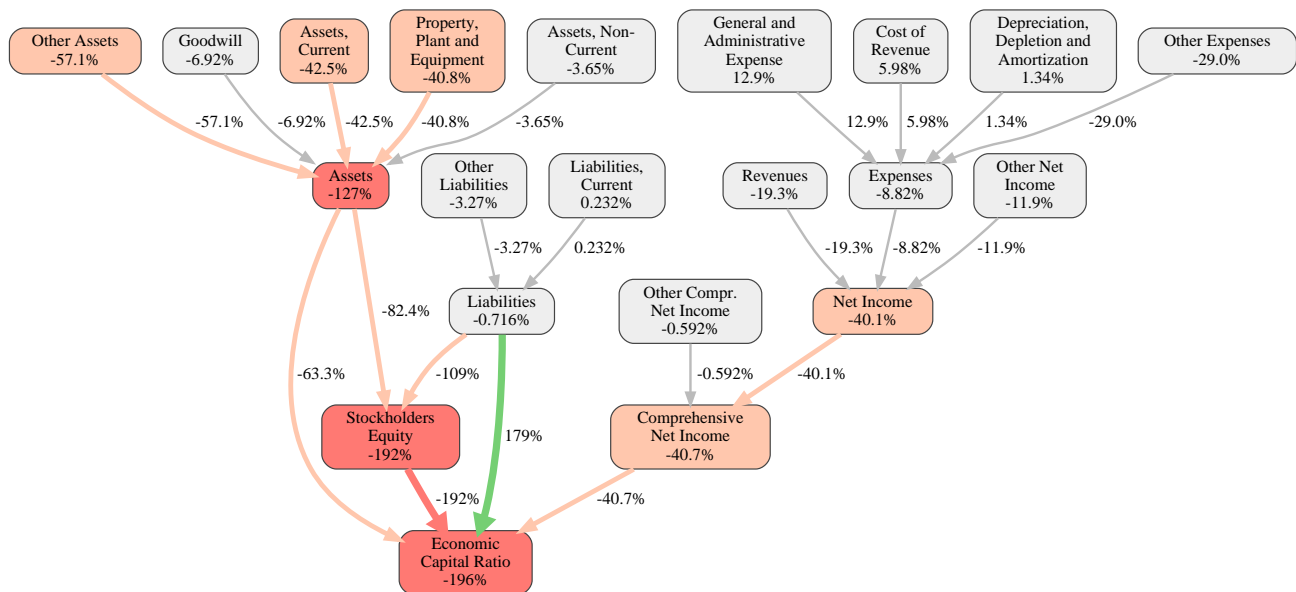 Other Assets
-57.1%
Goodwill
-6.92%
Assets,
Current
-42.5%
Property,
Plant and
Equipment
-40.8%
Assets, Non-
Current
-3.65%
General and
Administrative
Expense
12.9%
Cost of
Revenue
5.98%
Depreciation,
Depletion and
Amortization
1.34%
Other Expenses
-29.0%
-57.1%
-6.92%
-42.5%
-40.8%
-3.65%
12.9%
5.98%
1.34%
-29.0%
Assets
-127%
Other
Liabilities
-3.27%
Liabilities,
Current
0.232%
Revenues
-19.3%
Expenses
-8.82%
Other Net
Income
-11.9%
-3.27%
0.232%
-19.3%
-8.82%
-11.9%
-82.4%
Liabilities
-0.716%
Other Compr.
Net Income
-0.592%
Net Income
-40.1%
-63.3%
-109%
-0.592%
-40.1%
Stockholders
Equity
-192%
179%
Comprehensive
Net Income
-40.7%
-192%
-40.7%
Economic
Capital Ratio
-196%